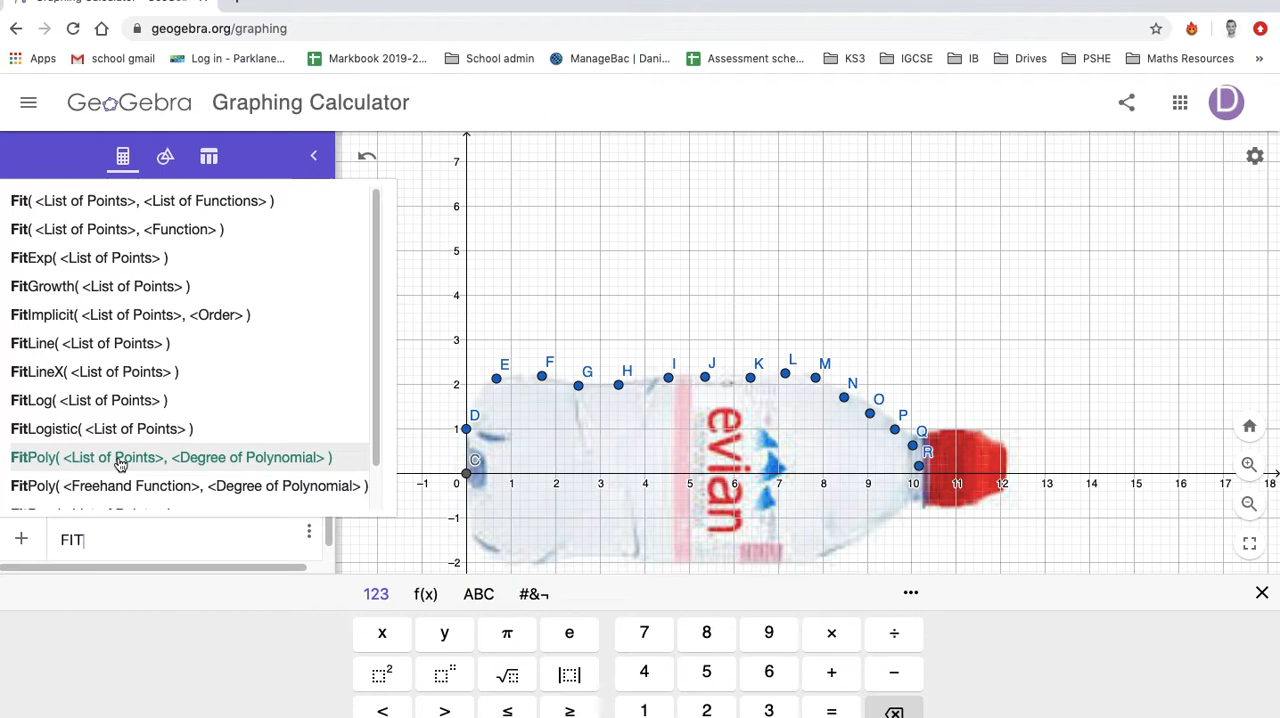 geogebra.org/graphing
Apps school gmail Log in - Parklane... Markbook 2019-2... School admin ManageBac | Dani... Assessment sche... KS3 IGCSE IB Drives PSHE Maths Resources »
GeoGebra Graphing Calculator D
Fit( <List of Points>, <List of Functions> )
Fit( <List of Points>, <Function> )
FitExp( <List of Points> )
FitGrowth( <List of Points> )
FitImplicit( <List of Points>, <Order> )
FitLine( <List of Points> )
FitLineX( <List of Points> )
FitLog( <List of Points> )
FitLogistic( <List of Points> )
FitPoly( <List of Points>, <Degree of Polynomial> )
FitPoly( <Freehand Function>, <Degree of Polynomial> )
FIT
7
6
5
4
3
2
1
0
−1
−2
−1 1 2 3 4 5 6 7 8 9 10 11 12 13 14 15 16 17 18
C D E F G H I J K L M N O P Q R
evian
123 f(x) ABC #&¬
x y π e 7 8 9 × ÷
4 5 6 + −
< > ≤ ≥ 1 2 3 =